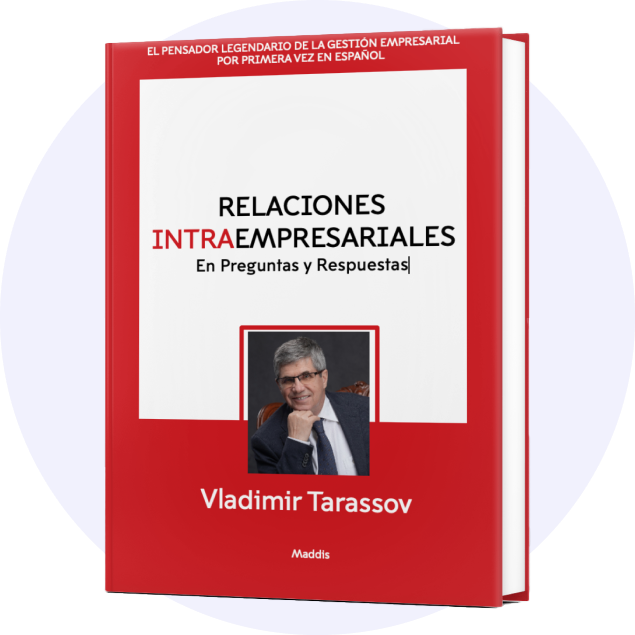 EL PENSADOR LEGENDARIO DE LA GESTIÓN EMPRESARIAL
POR PRIMERA VEZ EN ESPAÑOL
RELACIONES
INTRAEMPRESARIALES
En Preguntas y Respuestas
Vladimir Tarassov
Maddis